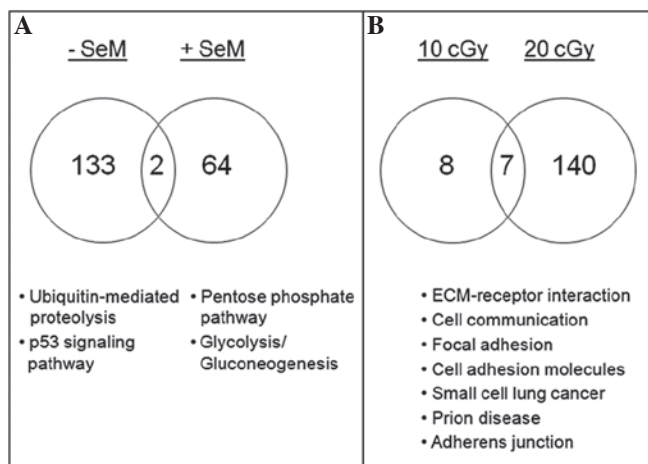 A
- SeM + SeM
133 2 64
• Ubiquitin-mediated
proteolysis
• p53 signaling
pathway
• Pentose phosphate
pathway
• Glycolysis/
Gluconeogenesis
B
10 cGy 20 cGy
8 7 140
• ECM-receptor interaction
• Cell communication
• Focal adhesion
• Cell adhesion molecules
• Small cell lung cancer
• Prion disease
• Adherens junction